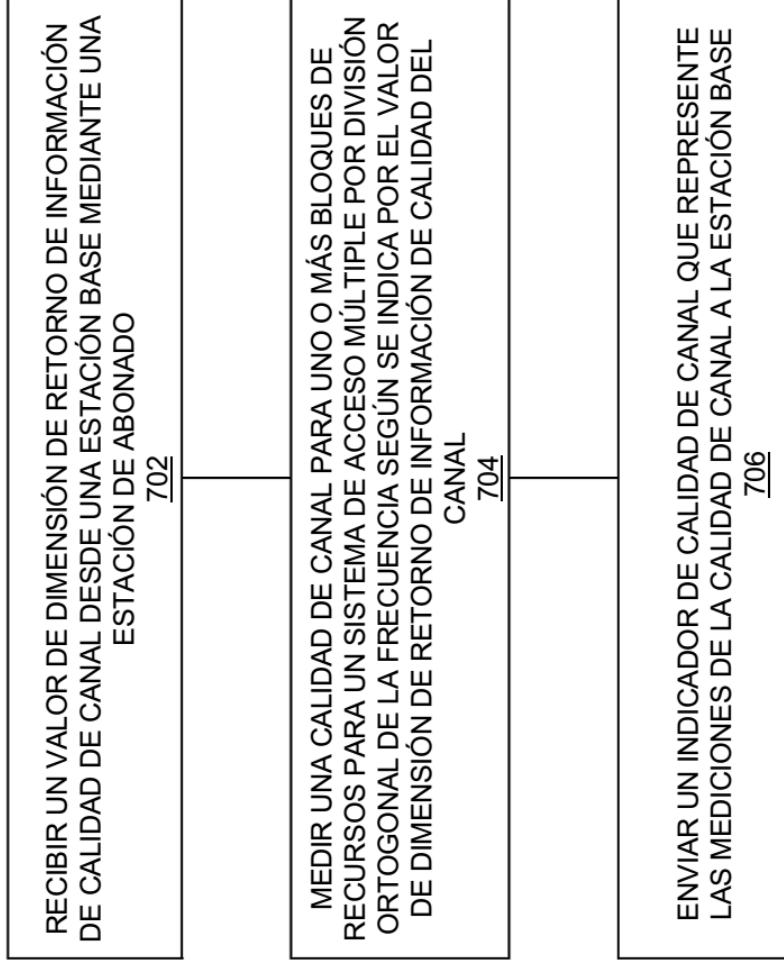 RECIBIR UN VALOR DE DIMENSIÓN DE RETORNO DE INFORMACIÓN
DE CALIDAD DE CANAL DESDE UNA ESTACIÓN BASE MEDIANTE UNA
ESTACIÓN DE ABONADO
702
MEDIR UNA CALIDAD DE CANAL PARA UNO O MÁS BLOQUES DE
RECURSOS PARA UN SISTEMA DE ACCESO MÚLTIPLE POR DIVISIÓN
ORTOGONAL DE LA FRECUENCIA SEGÚN SE INDICA POR EL VALOR
DE DIMENSIÓN DE RETORNO DE INFORMACIÓN DE CALIDAD DEL
CANAL
704
ENVIAR UN INDICADOR DE CALIDAD DE CANAL QUE REPRESENTE
LAS MEDICIONES DE LA CALIDAD DE CANAL A LA ESTACIÓN BASE
706